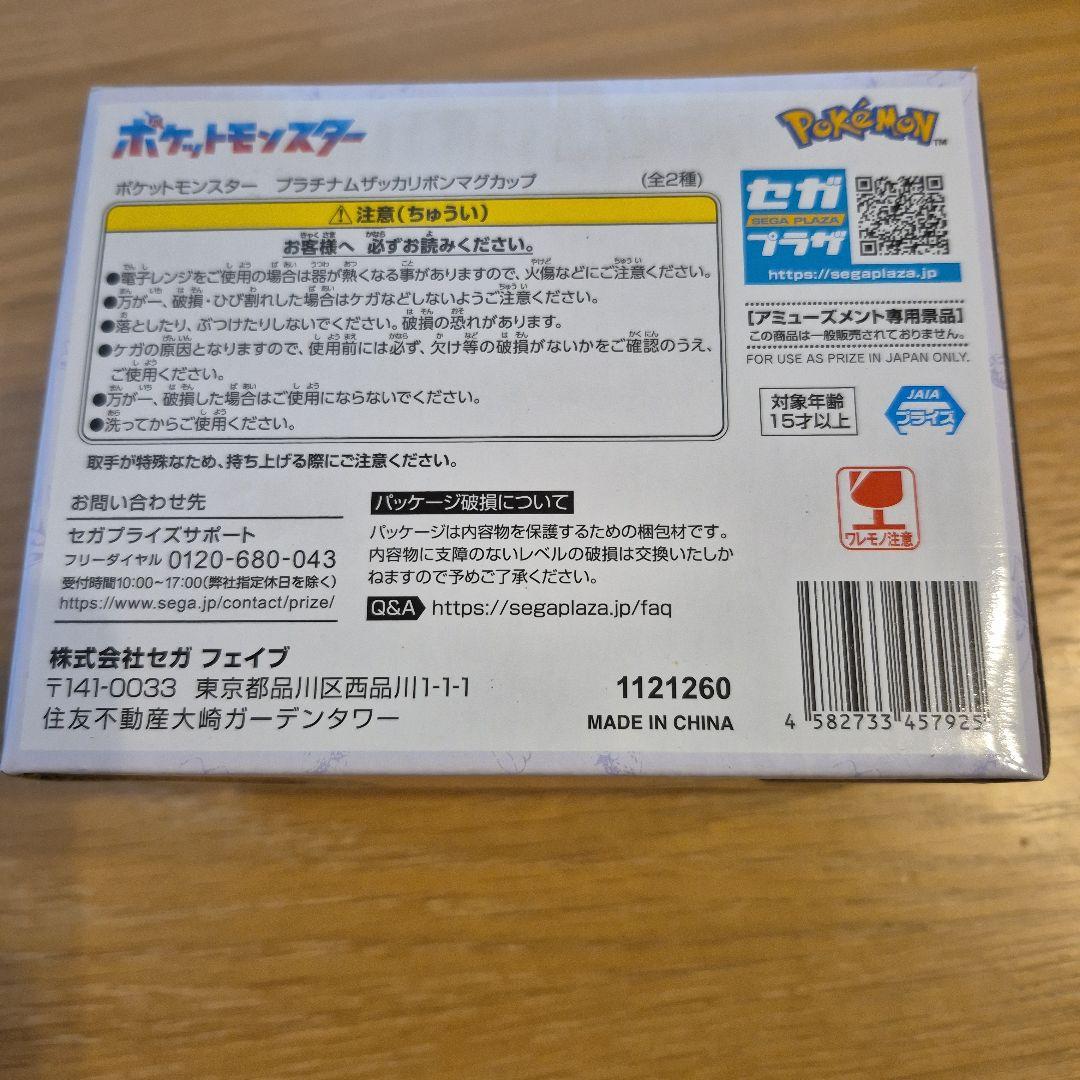 ポケットモンスター
POKéMON
TM
ポケットモンスター プラチナムザッカリボンマグカップ (全2種)
⚠注意(ちゅうい)
お客様へ 必ずお読みください。
●電子レンジをご使用の場合は器が熱くなる事がありますので、火傷などにご注意ください。
●万が一、破損・ひび割れした場合はケガなどしないようご注意ください。
●落としたり、ぶつけたりしないでください。破損の恐れがあります。
●ケガの原因となりますので、使用前には必ず、欠け等の破損がないかをご確認のうえ、
ご使用ください。
●万が一、破損した場合はご使用にならないでください。
●洗ってからご使用ください。
取手が特殊なため、持ち上げる際にご注意ください。
セガ
SEGA PLAZA
プラザ
https://segaplaza.jp
[アミューズメント専用景品]
この商品は一般販売されておりません。
FOR USE AS PRIZE IN JAPAN ONLY.
対象年齢
15才以上
JAIA
プライズ
ワレモノ注意
お問い合わせ先
セガプライズサポート
フリーダイヤル 0120-680-043
受付時間10:00~17:00(弊社指定休日を除く)
https://www.sega.jp/contact/prize/
パッケージ破損について
パッケージは内容物を保護するための梱包材です。
内容物に支障のないレベルの破損は交換いたしか
ねますので予めご了承ください。
Q&A https://segaplaza.jp/faq
株式会社セガ フェイブ
〒141-0033 東京都品川区西品川1-1-1
住友不動産大崎ガーデンタワー
1121260
MADE IN CHINA
4 582733 457925